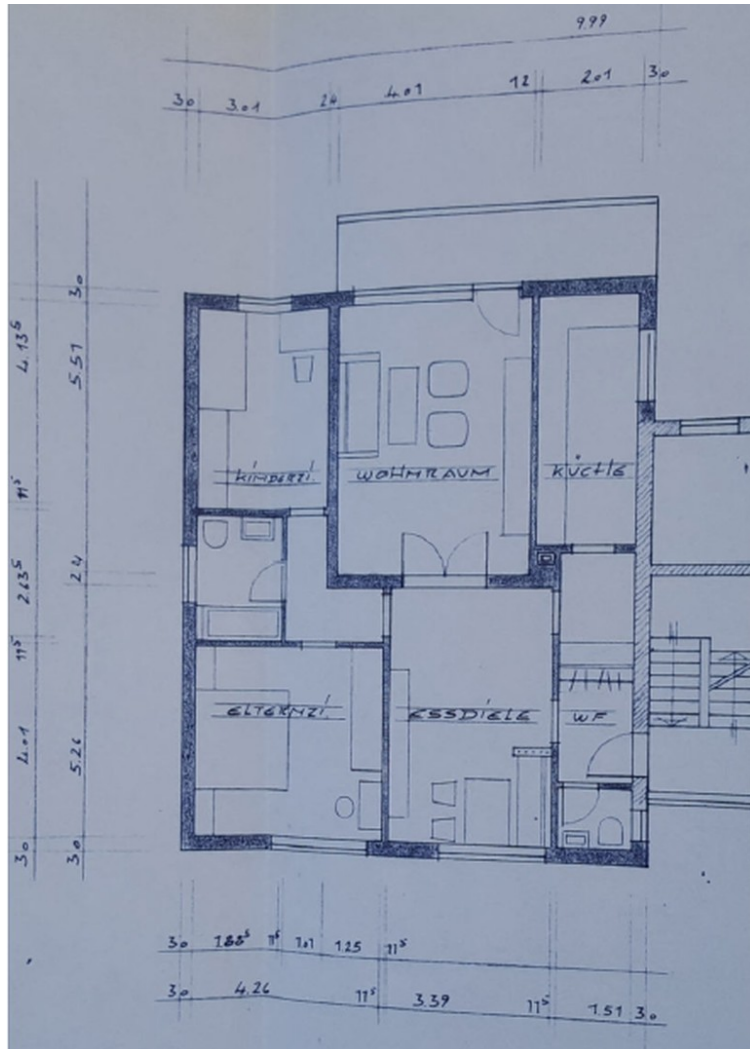 9.99
30 3.01 24 4.01 12 2.01 30
30
4.13⁵
5.51
KINDERZI.
WOHNRAUM
KÜCHE
11⁵
24
2.63⁵
11⁵
ELTERNZI.
ESSDIELE
WF
4.01
5.26
30
30
30 1.88⁵ 11⁵ 1.01 1.25 11⁵
30 4.26 11⁵ 3.39 11⁵ 1.51 30